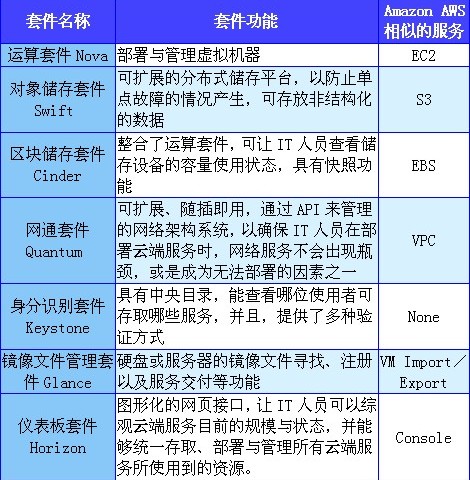 套件名称 套件功能 Amazon AWS
相似的服务
运算套件 Nova 部署与管理虚拟机器 EC2
对象储存套件
Swift
可扩展的分布式储存平台，以防止单
点故障的情况产生，可存放非结构化
的数据
S3
区块储存套件
Cinder
整合了运算套件，可让 IT 人员查看储
存设备的容量使用状态，具有快照功
能
EBS
网通套件
Quantum
可扩展、随插即用，通过 API 来管理
的网络架构系统，以确保 IT 人员在部
署云端服务时，网络服务不会出现瓶
颈，或是成为无法部署的因素之一
VPC
身分识别套件
Keystone
具有中央目录，能查看哪位使用者可
存取哪些服务，并且，提供了多种验
证方式
None
镜像文件管理套
件 Glance
硬盘或服务器的镜像文件寻找、注册
以及服务交付等功能
VM Import／
Export
仪表板套件
Horizon
图形化的网页接口，让 IT 人员可以综
观云端服务目前的规模与状态，并能
够统一存取、部署与管理所有云端服
务所使用到的资源。
Console